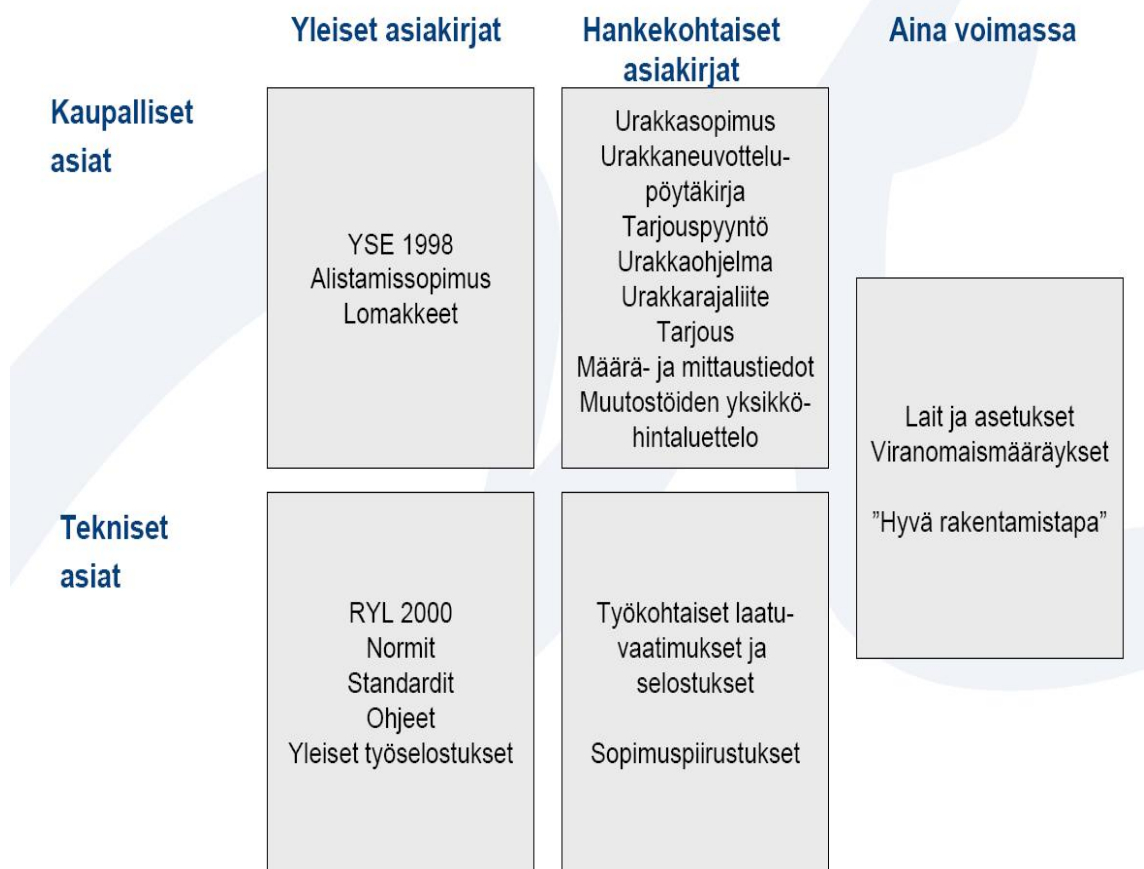 Yleiset asiakirjat
Hankekohtaiset
asiakirjat
Aina voimassa
Kaupalliset
asiat
YSE 1998
Alistamissopimus
Lomakkeet
Urakkasopimus
Urakkaneuvottelu-
pöytäkirja
Tarjouspyyntö
Urakkaohjelma
Urakkarajaliite
Tarjous
Määrä- ja mittaustiedot
Muutostöiden yksikkö-
hintaluettelo
Lait ja asetukset
Viranomaismääräykset
”Hyvä rakentamistapa”
Tekniset
asiat
RYL 2000
Normit
Standardit
Ohjeet
Yleiset työselostukset
Työkohtaiset laatu-
vaatimukset ja
selostukset
Sopimuspiirustukset